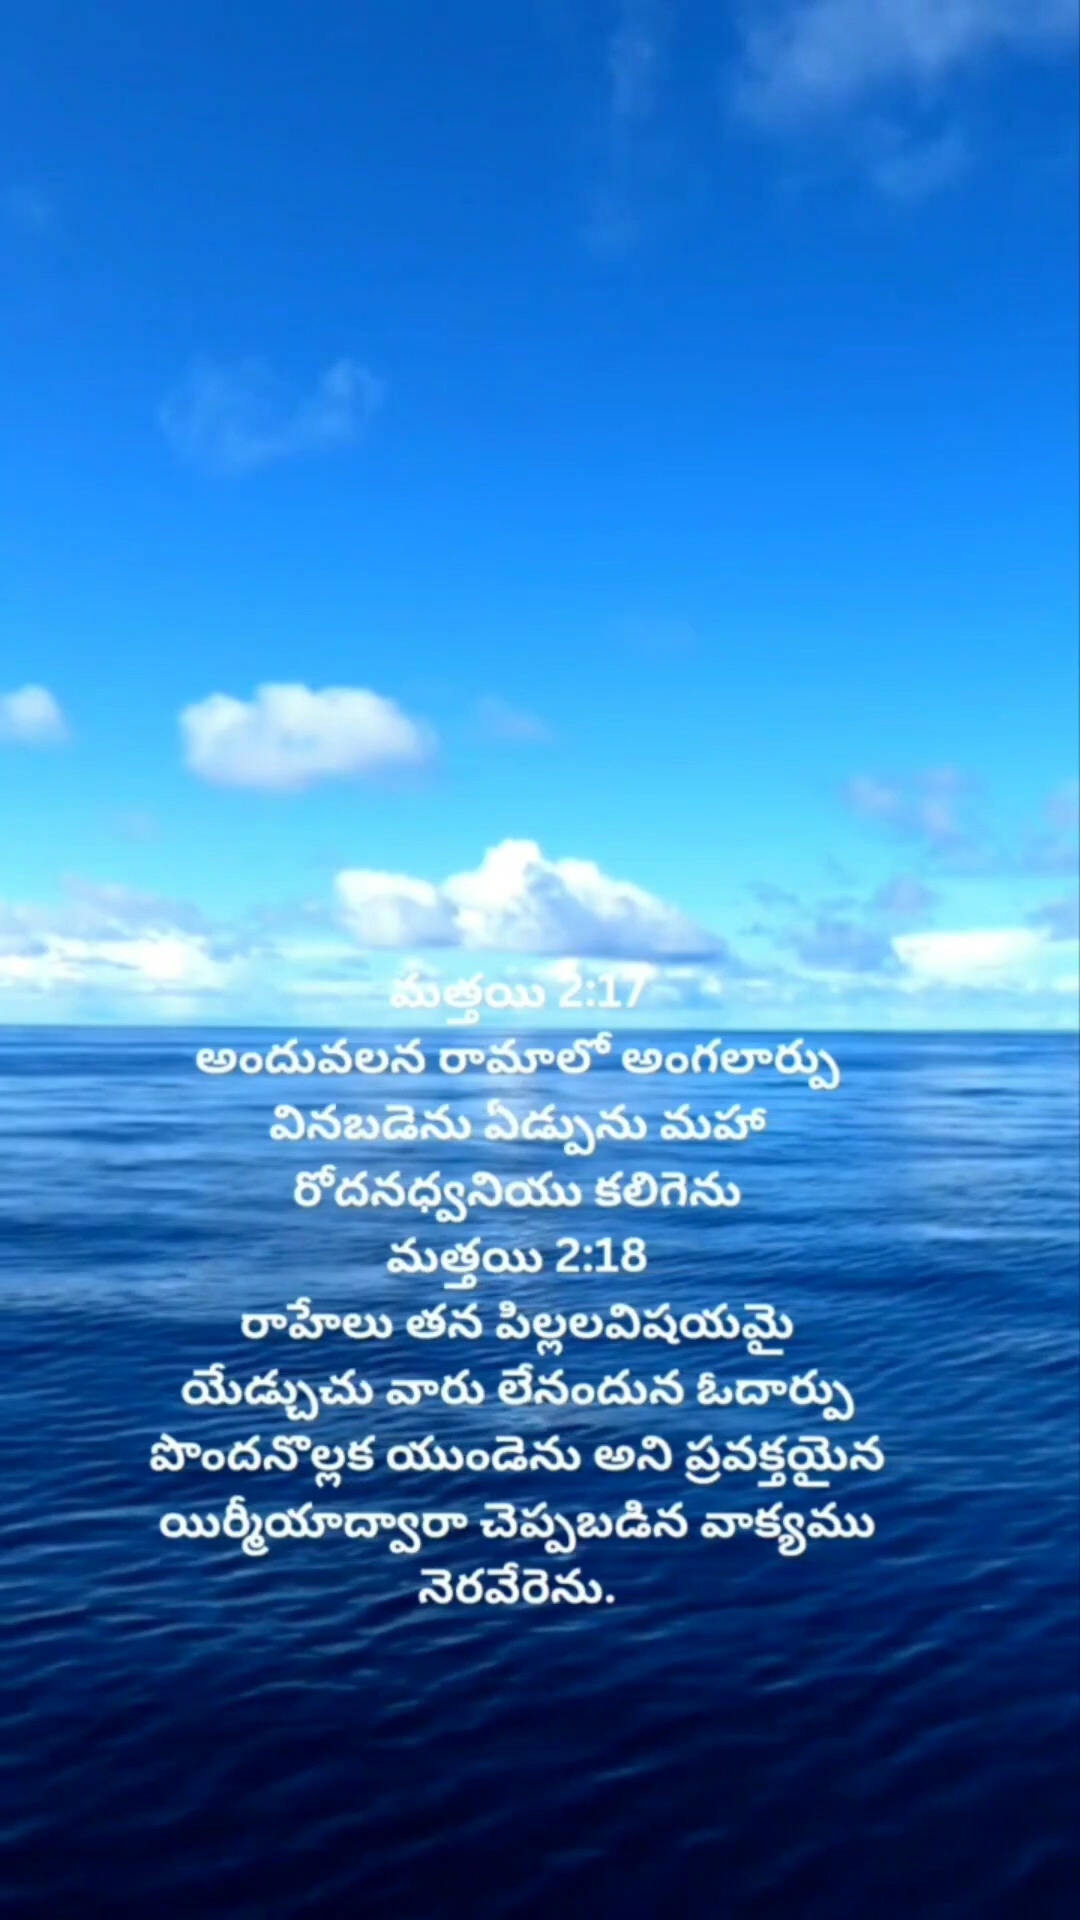 మత్తయి 2:17
అందువలన రామాలో అంగలార్పు
వినబడెను ఏడ్పును మహా
రోదనధ్వనియు కలిగెను
మత్తయి 2:18
రాహేలు తన పిల్లలవిషయమై
యేడ్చుచు వారు లేనందున ఓదార్పు
పొందనొల్లక యుండెను అని ప్రవక్తయైన
యిర్మీయాద్వారా చెప్పబడిన వాక్యము
నెరవేరెను.